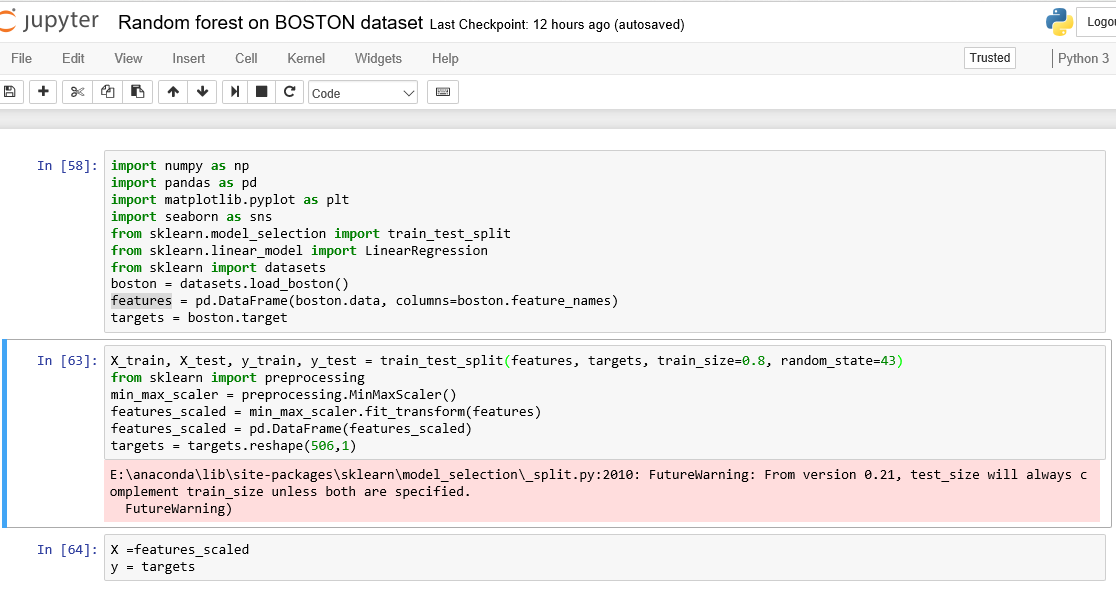 jupyter Random forest on BOSTON dataset Last Checkpoint: 12 hours ago (autosaved)
File Edit View Insert Cell Kernel Widgets Help Trusted Python 3
Code
In [58]: import numpy as np
import pandas as pd
import matplotlib.pyplot as plt
import seaborn as sns
from sklearn.model_selection import train_test_split
from sklearn.linear_model import LinearRegression
from sklearn import datasets
boston = datasets.load_boston()
features = pd.DataFrame(boston.data, columns=boston.feature_names)
targets = boston.target
In [63]: X_train, X_test, y_train, y_test = train_test_split(features, targets, train_size=0.8, random_state=43)
from sklearn import preprocessing
min_max_scaler = preprocessing.MinMaxScaler()
features_scaled = min_max_scaler.fit_transform(features)
features_scaled = pd.DataFrame(features_scaled)
targets = targets.reshape(506,1)
E:\anaconda\lib\site-packages\sklearn\model_selection\_split.py:2010: FutureWarning: From version 0.21, test_size will always c
omplement train_size unless both are specified.
FutureWarning)
In [64]: X =features_scaled
y = targets